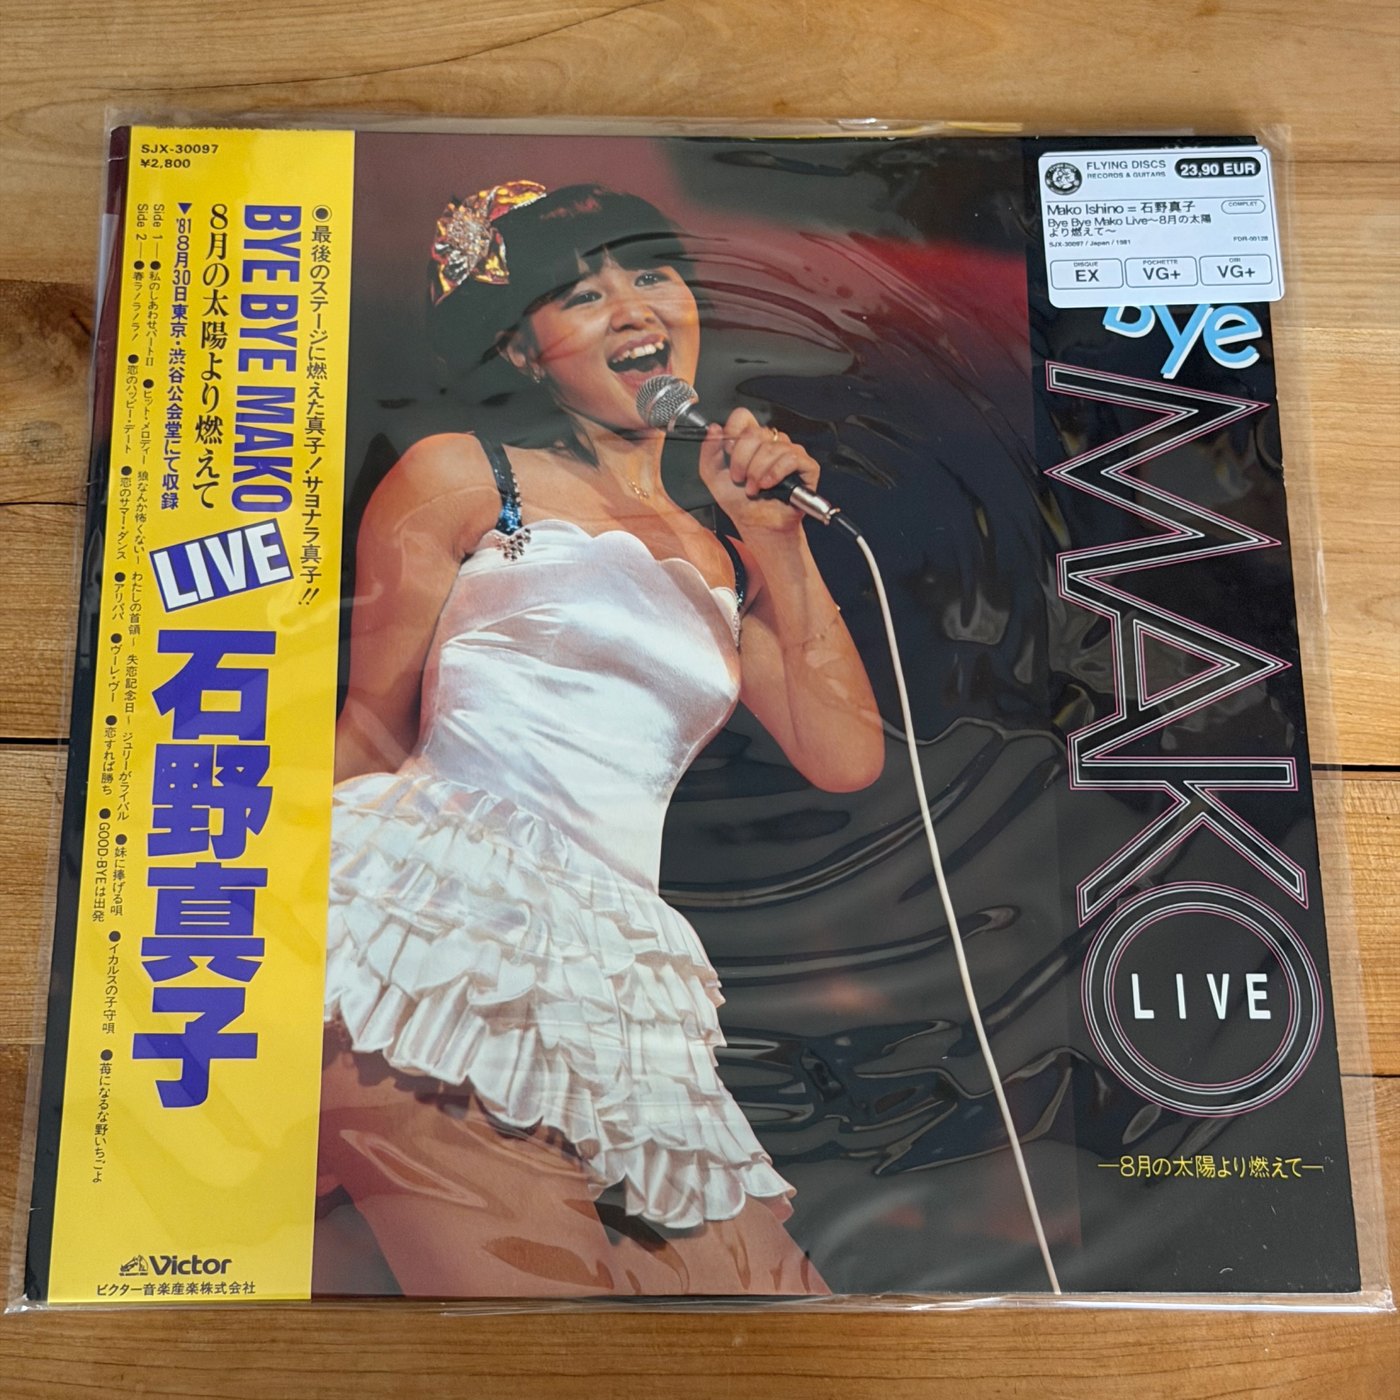 SJX-30097
¥2,800
●最後のステージに燃えた真子!サヨナラ真子!!
BYE BYE MAKO
LIVE
8月の太陽より燃えて
▼'81 8月30日東京・渋谷公会堂にて収録
石野真子
Side 1—●私のしあわせパートII ●ヒット・メロディー 狼なんか怖くない〜 わたしの首領〜 失恋記念日〜 ジュリーがライバル ●妹に捧げる唄 ●イカルスの子守唄 ●苺になるな野いちごよ
Side 2—●春ラ!ラ!ラ! ●恋のハッピー・デート ●恋のサマー・ダンス ●アリババ ●ヴーレ・ヴー ●恋すれば勝ち ●GOOD-BYEは出発
Victor
ビクター音楽産業株式会社
FLYING DISCS
RECORDS & GUITARS
23,90 EUR
Mako Ishino = 石野真子
COMPLET
Bye Bye Mako Live〜8月の太陽
より燃えて〜
SJX-30097 / Japan / 1981
FDR-00128
DISQUE
EX
POCHETTE
VG+
OBI
VG+
Bye
MAKO
LIVE
—8月の太陽より燃えて—